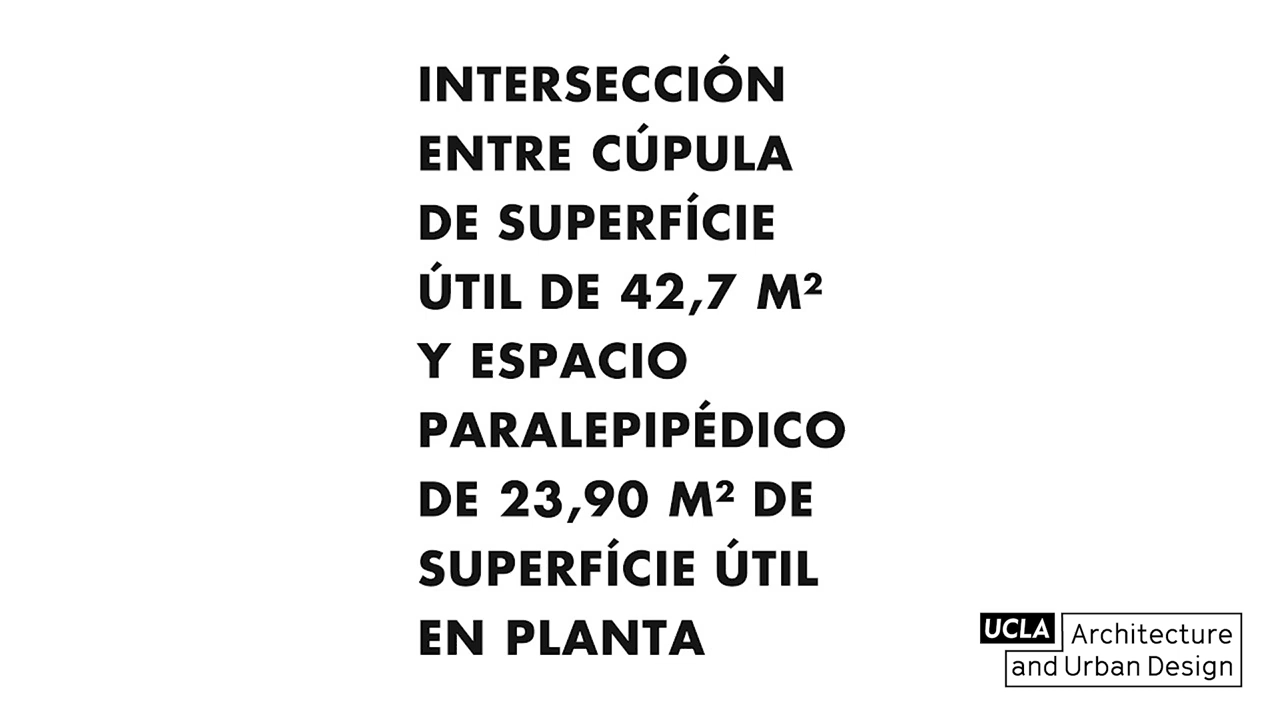 INTERSECCIÓN
ENTRE CÚPULA
DE SUPERFÍCIE
ÚTIL DE 42,7 M²
Y ESPACIO
PARALEPIPÉDICO
DE 23,90 M² DE
SUPERFÍCIE ÚTIL
EN PLANTA
UCLA Architecture
and Urban Design